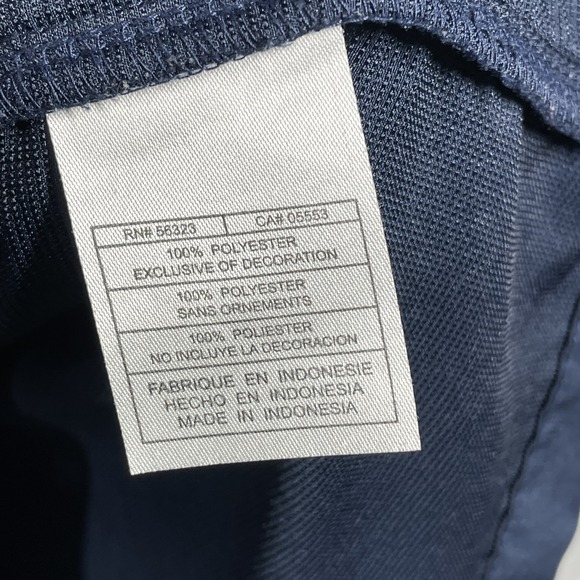 RN# 56323 CA# 05553
100% POLYESTER
EXCLUSIVE OF DECORATION
100% POLYESTER
SANS ORNEMENTS
100% POLIESTER
NO INCLUYE LA DECORACION
FABRIQUE EN INDONESIE
HECHO EN INDONESIA
MADE IN INDONESIA